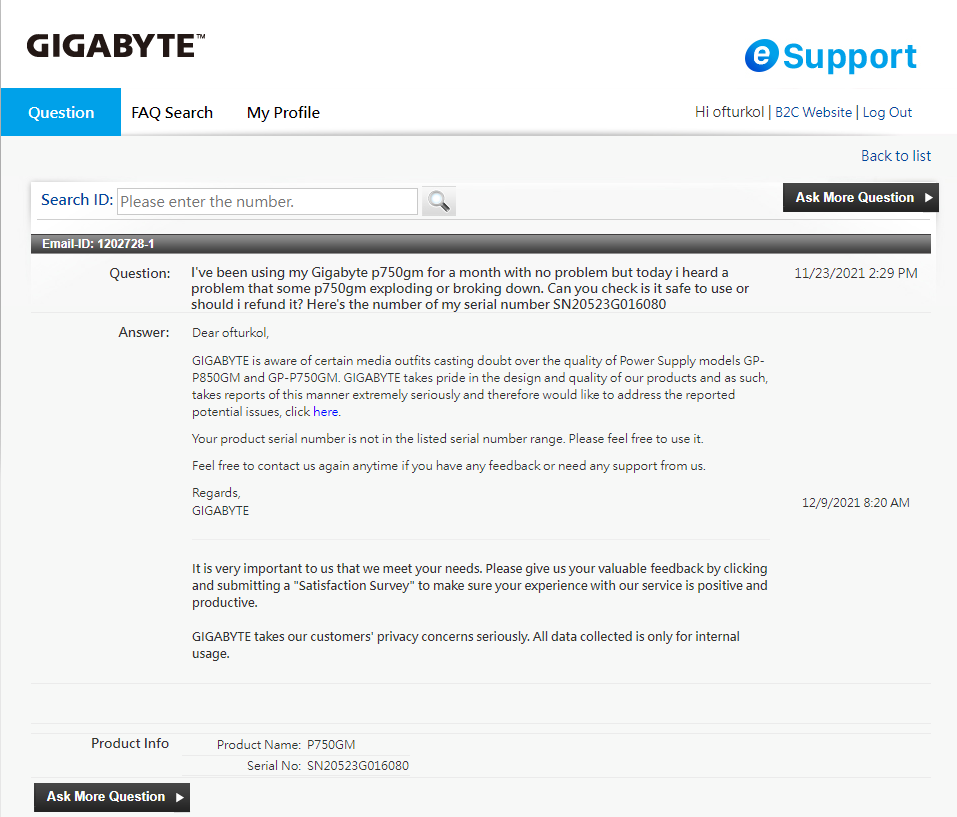 GIGABYTE™
e Support
Question FAQ Search My Profile Hi ofturkol | B2C Website | Log Out
Back to list
Search ID: Please enter the number. Ask More Question
Email-ID: 1202728-1
Question: I've been using my Gigabyte p750gm for a month with no problem but today i heard a 11/23/2021 2:29 PM
problem that some p750gm exploding or broking down. Can you check is it safe to use or
should i refund it? Here's the number of my serial number SN20523G016080
Answer: Dear ofturkol,
GIGABYTE is aware of certain media outfits casting doubt over the quality of Power Supply models GP-
P850GM and GP-P750GM. GIGABYTE takes pride in the design and quality of our products and as such,
takes reports of this manner extremely seriously and therefore would like to address the reported
potential issues, click here.
Your product serial number is not in the listed serial number range. Please feel free to use it.
Feel free to contact us again anytime if you have any feedback or need any support from us.
Regards,
GIGABYTE
12/9/2021 8:20 AM
It is very important to us that we meet your needs. Please give us your valuable feedback by clicking
and submitting a "Satisfaction Survey" to make sure your experience with our service is positive and
productive.
GIGABYTE takes our customers' privacy concerns seriously. All data collected is only for internal
usage.
Product Info Product Name: P750GM
Serial No: SN20523G016080
Ask More Question